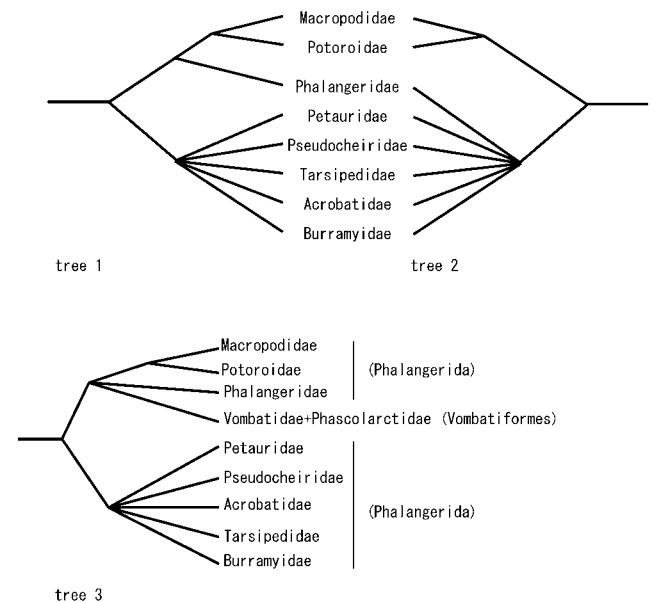 Macropodidae
Potoroidae
Phalangeridae
Petauridae
Pseudocheiridae
Tarsipedidae
Acrobatidae
Burramyidae
tree 1
tree 2
Macropodidae
Potoroidae
Phalangeridae
(Phalangerida)
Vombatidae+Phascolarctidae (Vombatiformes)
Petauridae
Pseudocheiridae
Acrobatidae
Tarsipedidae
Burramyidae
(Phalangerida)
tree 3